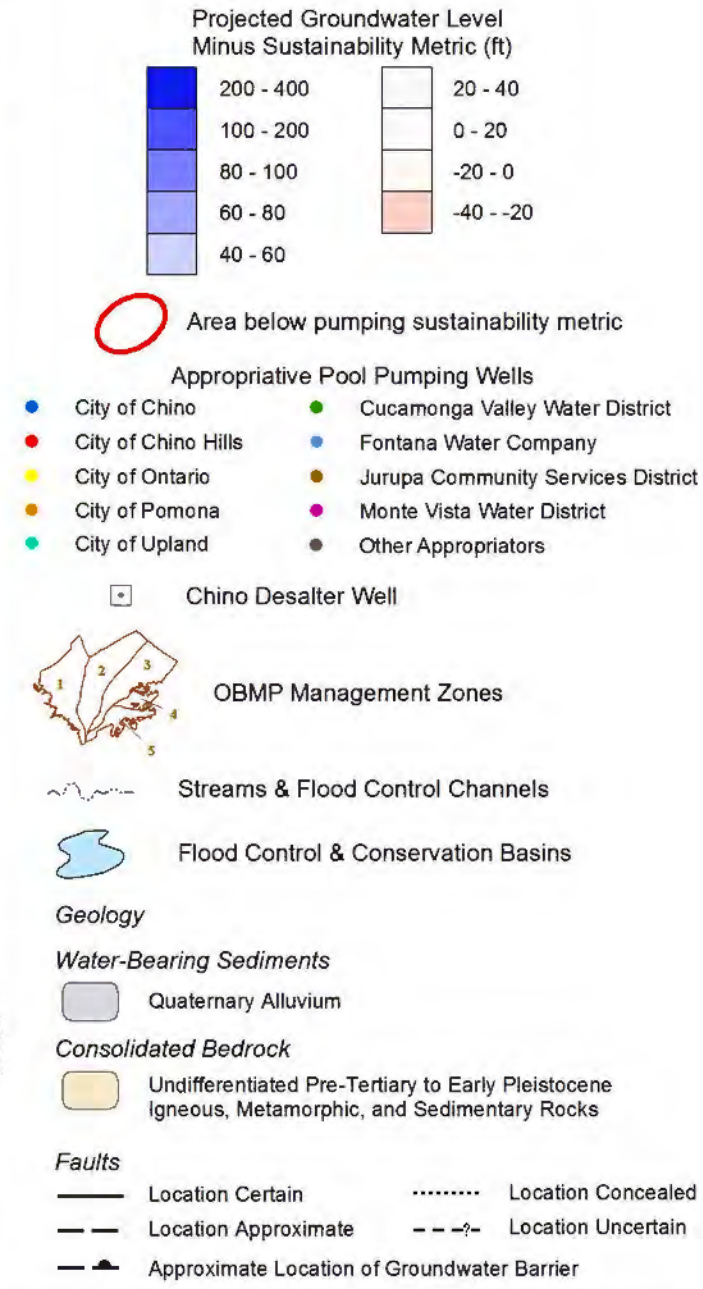 Projected Groundwater Level
Minus Sustainability Metric (ft)
200 - 400
100 - 200
80 - 100
60 - 80
40 - 60
20 - 40
0 - 20
-20 - 0
-40 - -20
Area below pumping sustainability metric
Appropriative Pool Pumping Wells
City of Chino
City of Chino Hills
City of Ontario
City of Pomona
City of Upland
Cucamonga Valley Water District
Fontana Water Company
Jurupa Community Services District
Monte Vista Water District
Other Appropriators
Chino Desalter Well
1
2
3
4
5
OBMP Management Zones
Streams & Flood Control Channels
Flood Control & Conservation Basins
Geology
Water-Bearing Sediments
Quaternary Alluvium
Consolidated Bedrock
Undifferentiated Pre-Tertiary to Early Pleistocene
Igneous, Metamorphic, and Sedimentary Rocks
Faults
Location Certain
Location Concealed
Location Approximate
?
Location Uncertain
Approximate Location of Groundwater Barrier